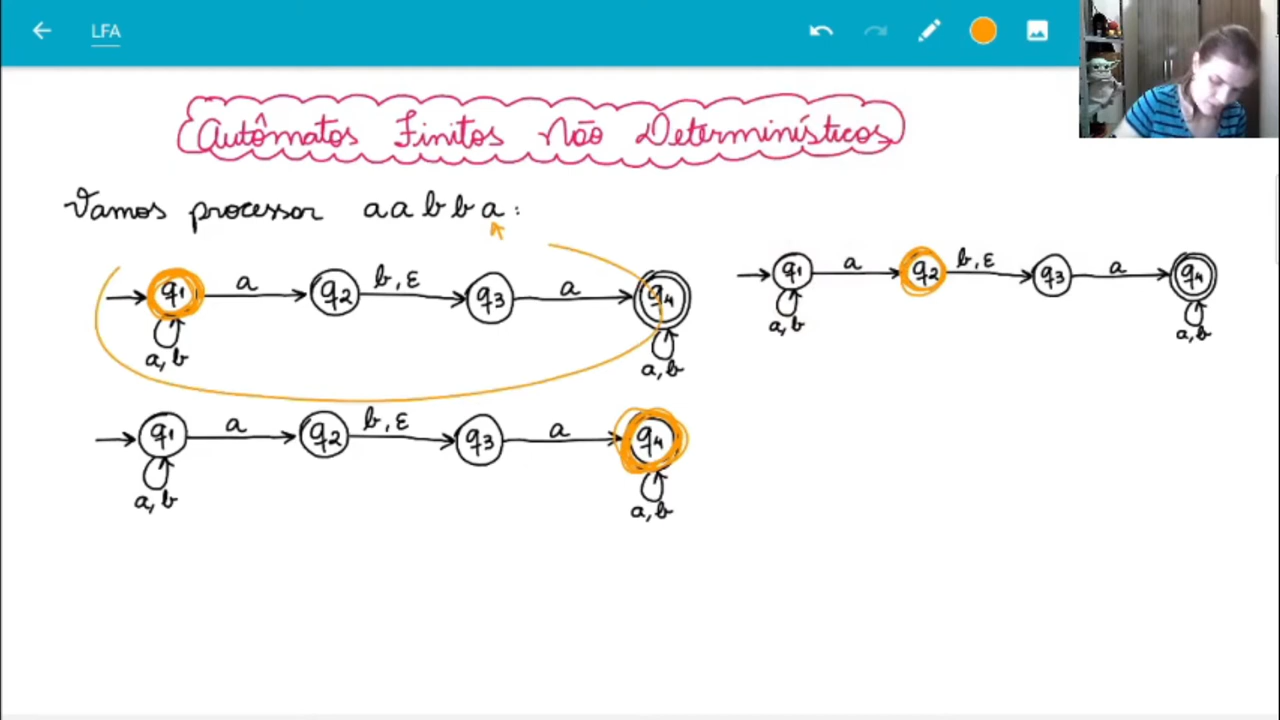 LFA
Autômatos Finitos Não Determinísticos
Vamos processar aabba:
q1 a q2 b,ε q3 a q4
a,b a,b
q1 a q2 b,ε q3 a q4
a,b a,b
q1 a q2 b,ε q3 a q4
a,b a,b